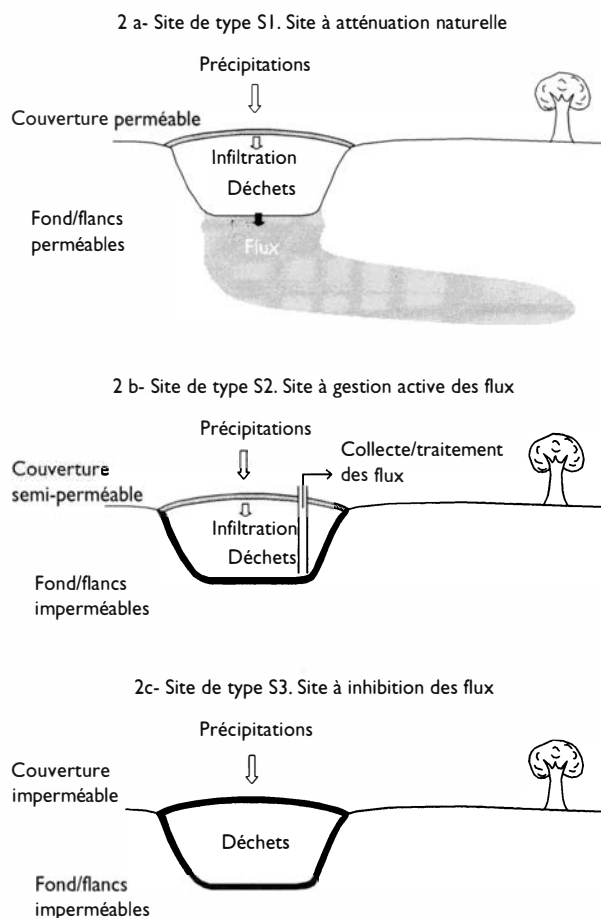 2 a- Site de type S1. Site à atténuation naturelle
Précipitations
Couverture perméable
Infiltration
Déchets
Fond/flancs
perméables
Flux
2 b- Site de type S2. Site à gestion active des flux
Précipitations
Collecte/traitement
des flux
Couverture
semi-perméable
Infiltration
Déchets
Fond/flancs
imperméables
2c- Site de type S3. Site à inhibition des flux
Précipitations
Couverture
imperméable
Déchets
Fond/flancs
imperméables